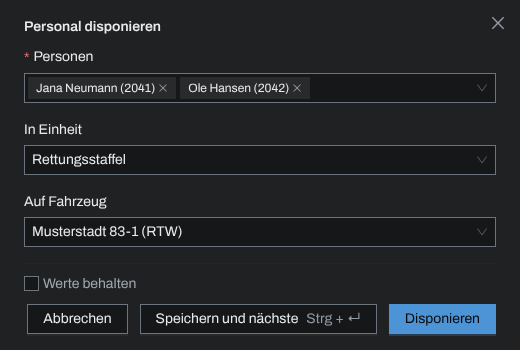 Personal disponieren
* Personen
Jana Neumann (2041) Ole Hansen (2042)
In Einheit
Rettungsstaffel
Auf Fahrzeug
Musterstadt 83-1 (RTW)
Werte behalten
Abbrechen Speichern und nächste Strg + ↵ Disponieren